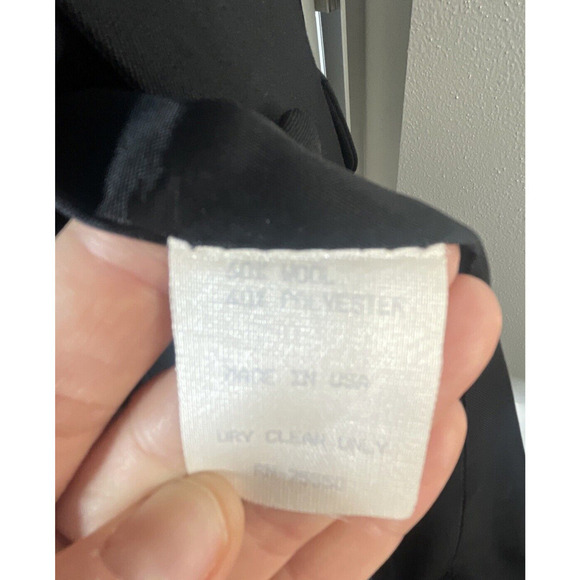 60% WOOL
40% POLYESTER
MADE IN USA
DRY CLEAN ONLY